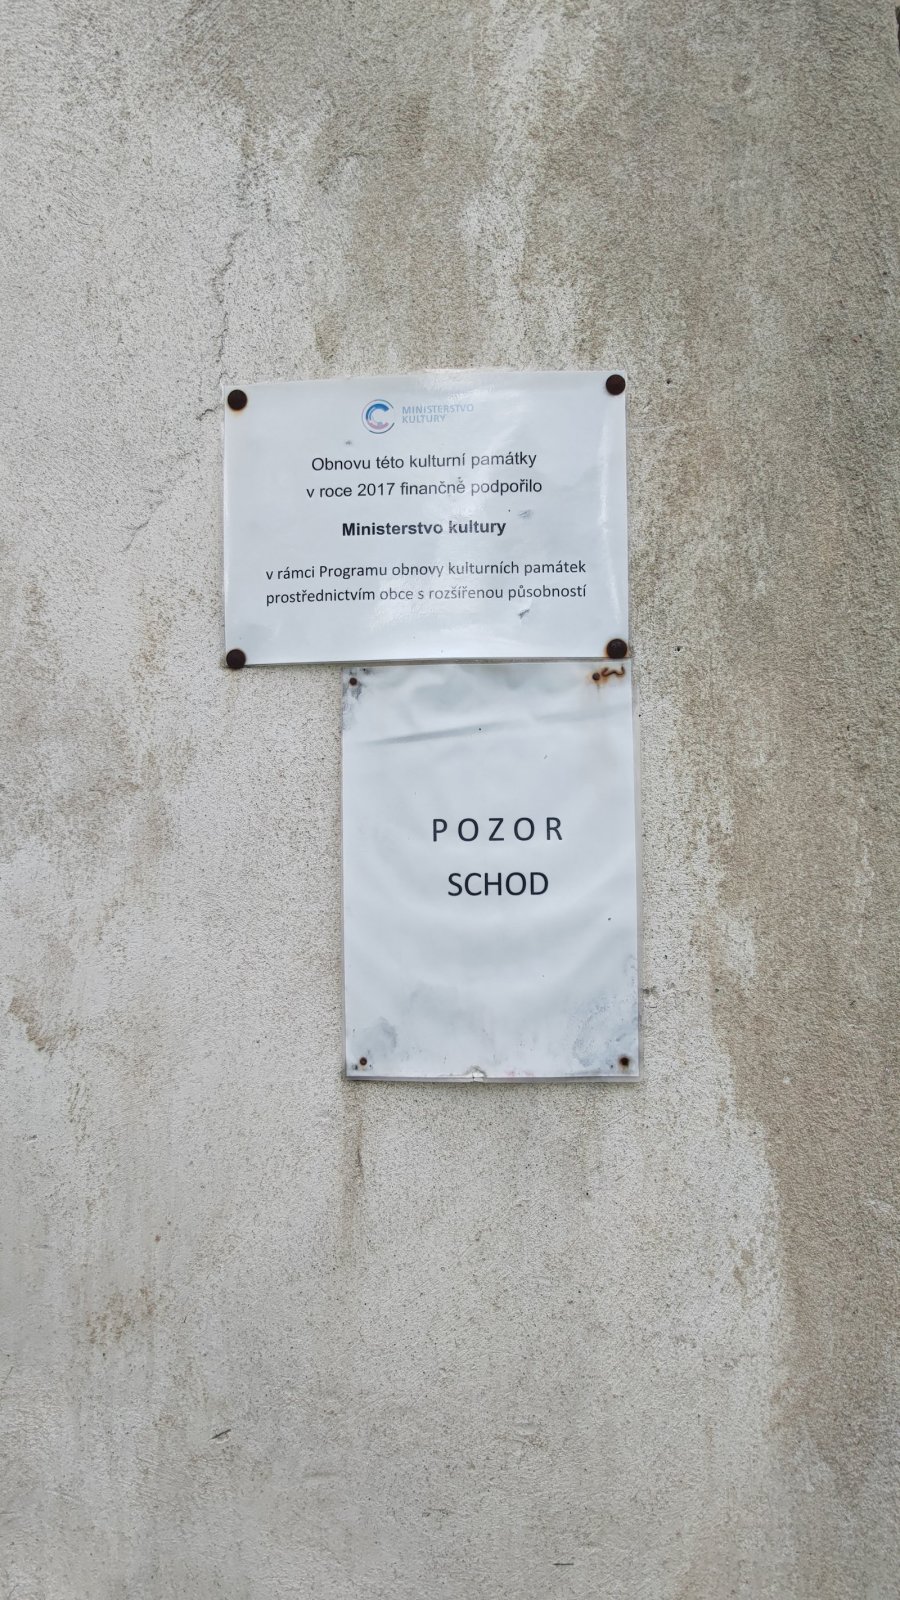 MINISTERSTVO
KULTURY
Obnovu této kulturní památky
v roce 2017 finančně podpořilo
Ministerstvo kultury
v rámci Programu obnovy kulturních památek
prostřednictvím obce s rozšířenou působností
P O Z O R
SCHOD